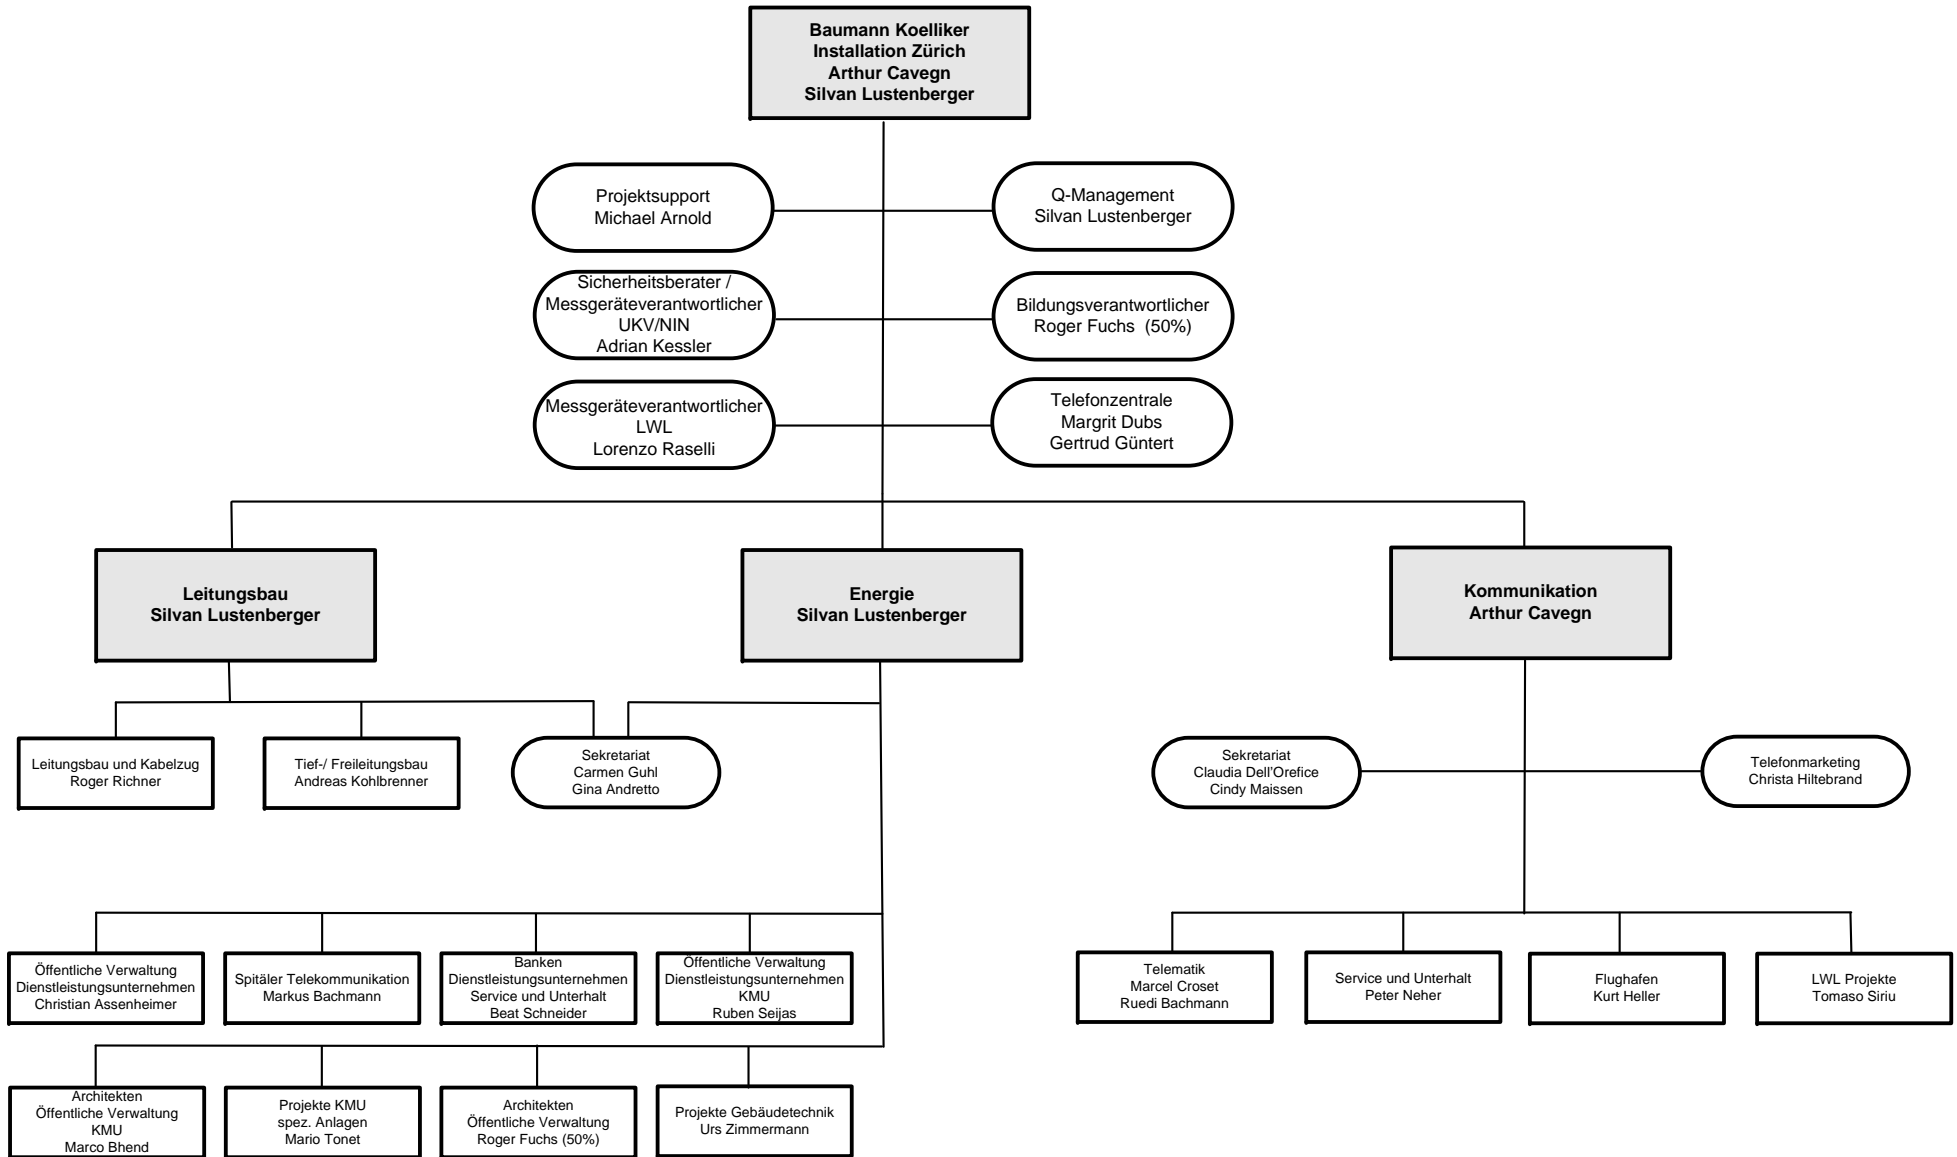 Baumann Koelliker
Installation Zürich
Arthur Cavegn
Silvan Lustenberger
Projektsupport
Michael Arnold
Q-Management
Silvan Lustenberger
Sicherheitsberater /
Messgeräteverantwortlicher
UKV/NIN
Adrian Kessler
Bildungsverantwortlicher
Roger Fuchs (50%)
Messgeräteverantwortlicher
LWL
Lorenzo Raselli
Telefonzentrale
Margrit Dubs
Gertrud Güntert
Leitungsbau
Silvan Lustenberger
Energie
Silvan Lustenberger
Kommunikation
Arthur Cavegn
Leitungsbau und Kabelzug
Roger Richner
Tief-/ Freileitungsbau
Andreas Kohlbrenner
Sekretariat
Carmen Guhl
Gina Andretto
Sekretariat
Claudia Dell'Orefice
Cindy Maissen
Telefonmarketing
Christa Hiltebrand
Öffentliche Verwaltung
Dienstleistungsunternehmen
Christian Assenheimer
Spitäler Telekommunikation
Markus Bachmann
Banken
Dienstleistungsunternehmen
Service und Unterhalt
Beat Schneider
Öffentliche Verwaltung
Dienstleistungsunternehmen
KMU
Ruben Seijas
Telematik
Marcel Croset
Ruedi Bachmann
Service und Unterhalt
Peter Neher
Flughafen
Kurt Heller
LWL Projekte
Tomaso Siriu
Architekten
Öffentliche Verwaltung
KMU
Marco Bhend
Projekte KMU
spez. Anlagen
Mario Tonet
Architekten
Öffentliche Verwaltung
Roger Fuchs (50%)
Projekte Gebäudetechnik
Urs Zimmermann